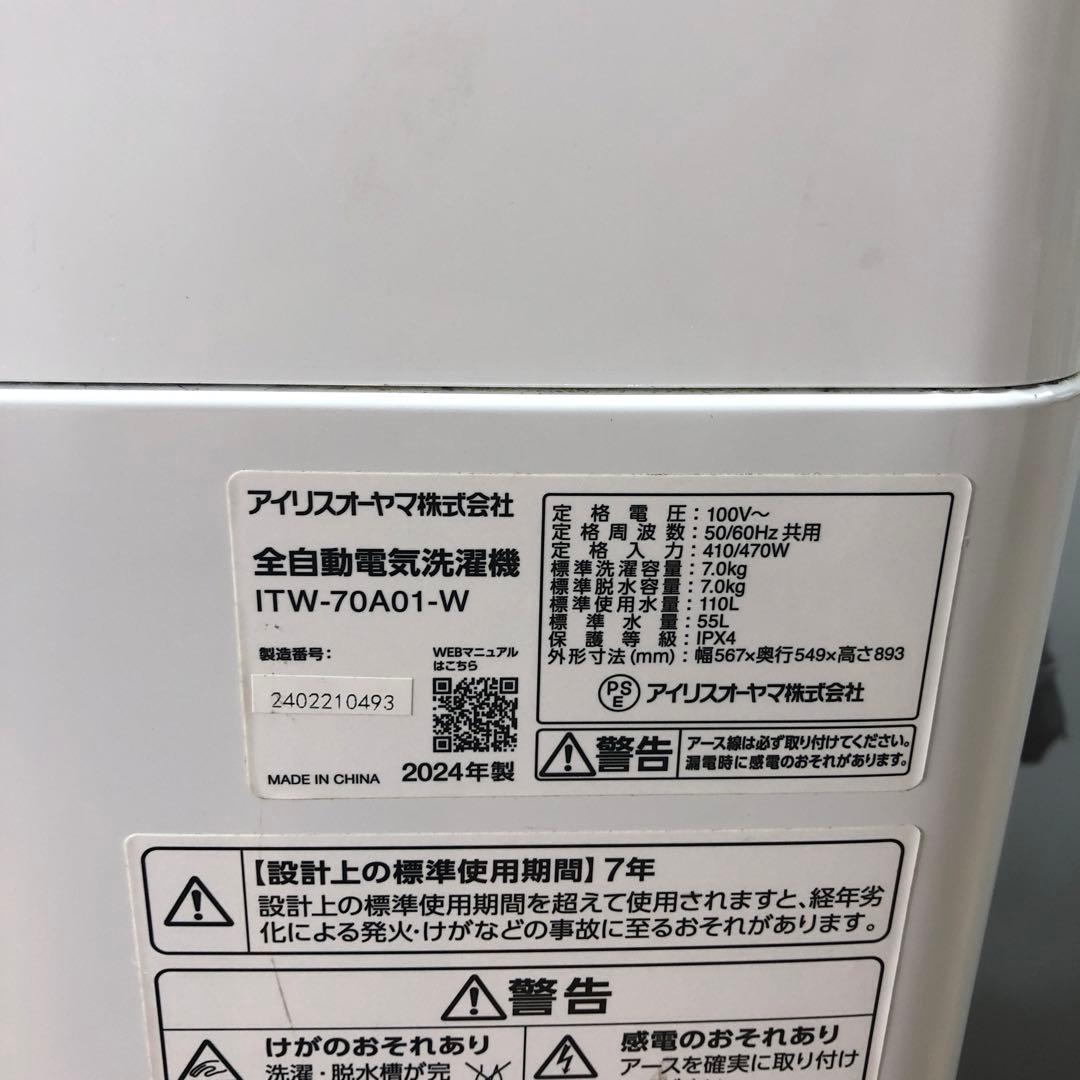 アイリスオーヤマ株式会社
全自動電気洗濯機
ITW-70A01-W
製造番号:
WEBマニュアル
はこちら
2402210493
MADE IN CHINA 2024年製
定格電圧:100V～
定格周波数:50/60Hz共用
定格入力:410/470W
標準洗濯容量:7.0kg
標準脱水容量:7.0kg
標準使用水量:110L
標準水量:55L
保護等級:IPX4
外形寸法(mm):幅567×奥行549×高さ893
PSE アイリスオーヤマ株式会社
警告
アース線は必ず取り付けてください。
漏電時に感電のおそれがあります。
【設計上の標準使用期間】7年
設計上の標準使用期間を超えて使用されますと、経年劣
化による発火・けがなどの事故に至るおそれがあります。
警告
けがのおそれあり
洗濯・脱水槽が完
感電のおそれあり
アースを確実に取り付け